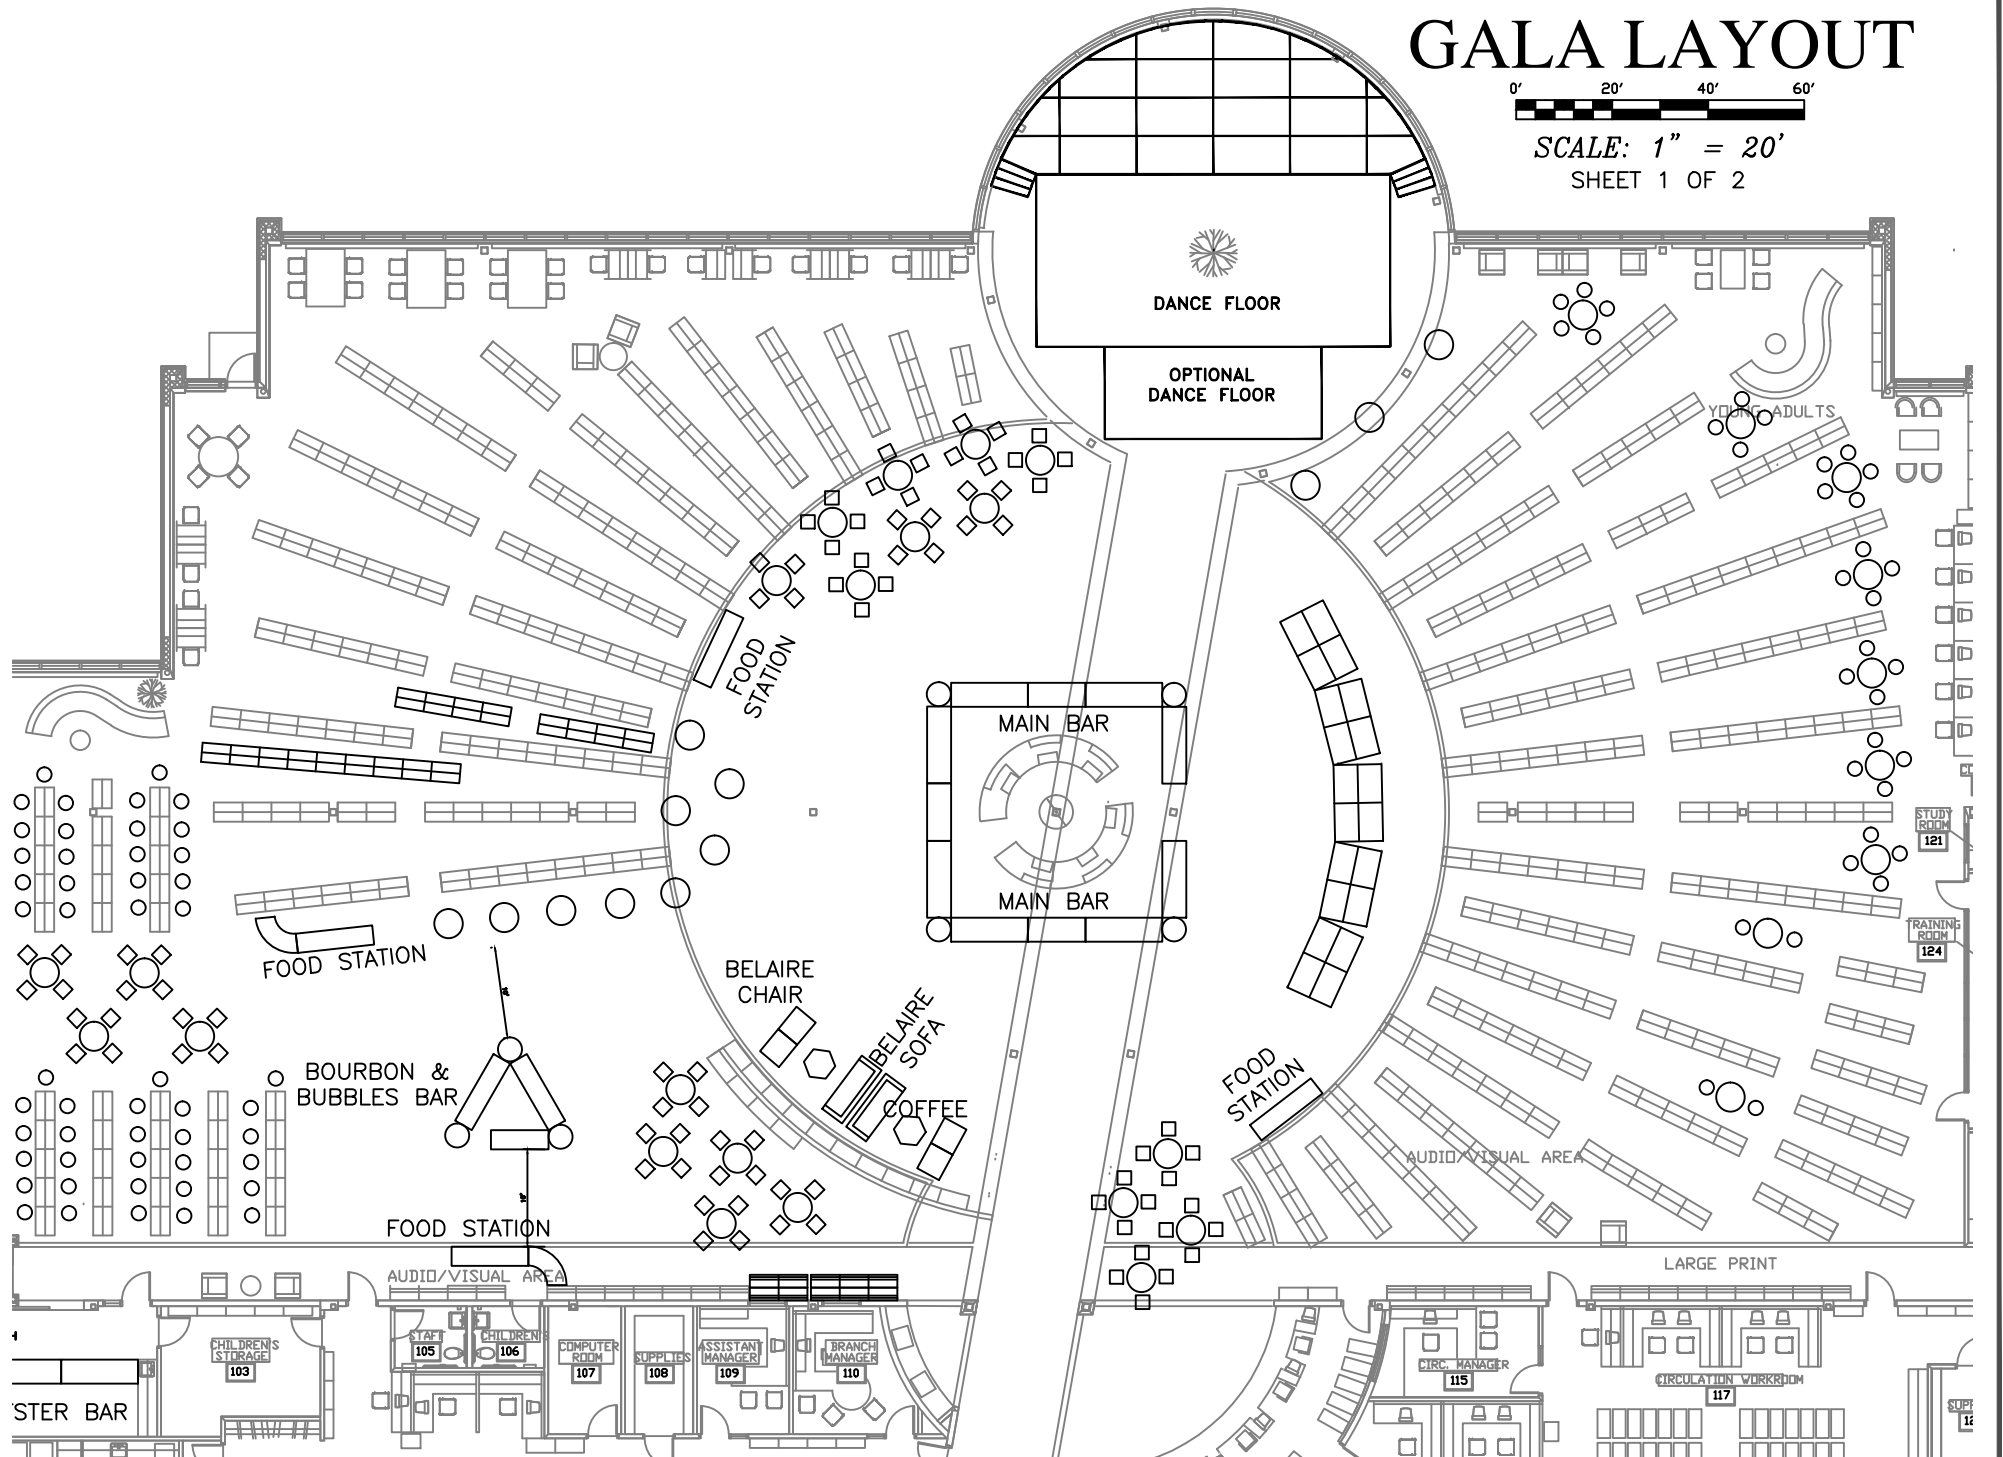 GALA LAYOUT
0' 20' 40' 60'
SCALE: 1" = 20'
SHEET 1 OF 2
DANCE FLOOR
OPTIONAL
DANCE FLOOR
YOUNG ADULTS
FOOD
STATION
MAIN BAR
MAIN BAR
STUDY
ROOM
121
TRAINING
ROOM
124
FOOD STATION
BELAIRE
CHAIR
BELAIRE
SOFA
COFFEE
BOURBON &
BUBBLES BAR
FOOD
STATION
AUDIO/VISUAL AREA
FOOD STATION
AUDIO/VISUAL AREA
LARGE PRINT
STAFF
105
CHILDREN'S
106
CHILDREN'S
STORAGE
103
COMPUTER
ROOM
107
SUPPLIES
108
ASSISTAN
MANAGER
109
BRANCH
MANAGER
110
CIRC. MANAGER
115
CIRCULATION WORKROOM
117
STER BAR
SUPP
12